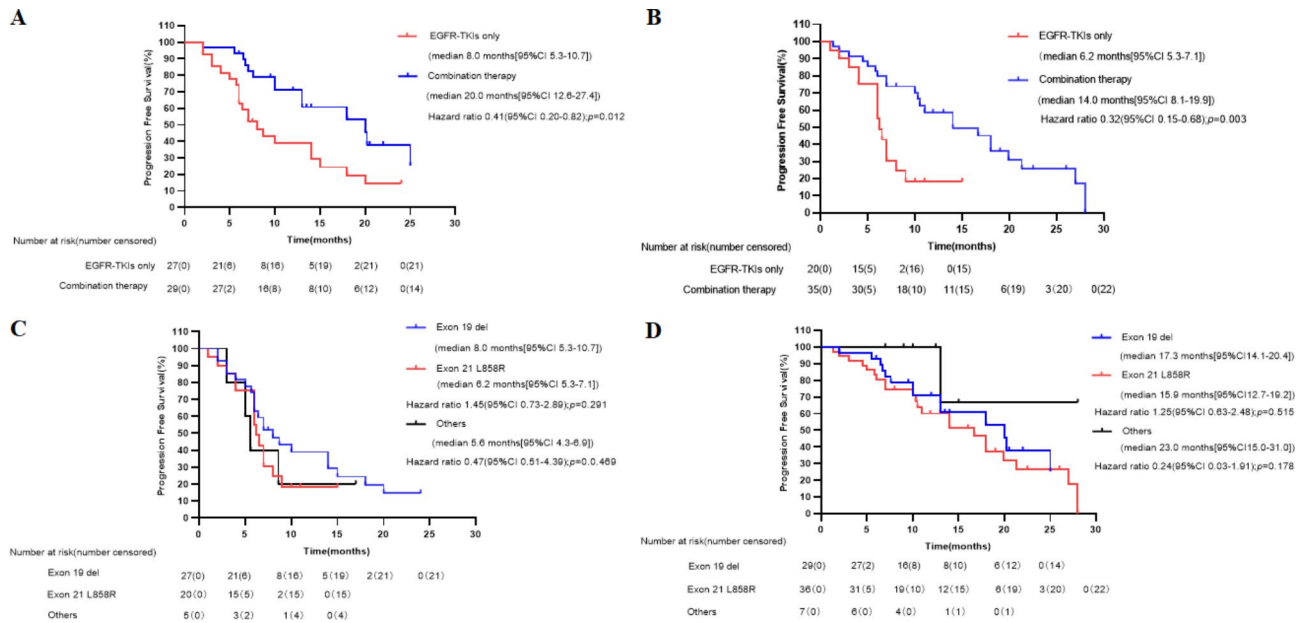 A
110
100
90
80
70
60
50
40
30
20
10
0
Progression Free Survival(%)
0 5 10 15 20 25 30
Time(months)
EGFR-TKIs only
(median 8.0 months[95%CI 5.3-10.7])
Combination therapy
(median 20.0 months[95%CI 12.6-27.4])
Hazard ratio 0.41(95%CI 0.20-0.82);p=0.012
Number at risk(number censored)
EGFR-TKIs only 27(0) 21(6) 8(16) 5(19) 2(21) 0(21)
Combination therapy 29(0) 27(2) 16(8) 8(10) 6(12) 0(14)
B
110
100
90
80
70
60
50
40
30
20
10
0
Progression Free Survival(%)
0 5 10 15 20 25 30
Time(months)
EGFR-TKIs only
(median 6.2 months[95%CI 5.3-7.1])
Combination therapy
(median 14.0 months[95%CI 8.1-19.9])
Hazard ratio 0.32(95%CI 0.15-0.68);p=0.003
Number at risk(number censored)
EGFR-TKIs only 20(0) 15(5) 2(16) 0(15)
Combination therapy 35(0) 30(5) 18(10) 11(15) 6(19) 3(20) 0(22)
C
110
100
90
80
70
60
50
40
30
20
10
0
Progression Free Survival(%)
0 5 10 15 20 25 30
Time(months)
Exon 19 del
(median 8.0 months[95%CI 5.3-10.7])
Exon 21 L858R
(median 6.2 months[95%CI 5.3-7.1])
Hazard ratio 1.45(95%CI 0.73-2.89);p=0.291
Others
(median 5.6 months[95%CI 4.3-6.9])
Hazard ratio 0.47(95%CI 0.51-4.39);p=0.0.469
Number at risk(number censored)
Exon 19 del 27(0) 21(6) 8(16) 5(19) 2(21) 0(21)
Exon 21 L858R 20(0) 15(5) 2(15) 0(15)
Others 5(0) 3(2) 1(4) 0(4)
D
110
100
90
80
70
60
50
40
30
20
10
0
Progression Free Survival(%)
0 5 10 15 20 25 30
Time(months)
Exon 19 del
(median 17.3 months[95%CI14.1-20.4])
Exon 21 L858R
(median 15.9 months[95%CI12.7-19.2])
Hazard ratio 1.25(95%CI 0.63-2.48);p=0.515
Others
(median 23.0 months[95%CI15.0-31.0])
Hazard ratio 0.24(95%CI 0.03-1.91);p=0.178
Number at risk(number censored)
Exon 19 del 29(0) 27(2) 16(8) 8(10) 6(12) 0(14)
Exon 21 L858R 36(0) 31(5) 19(10) 12(15) 6(19) 3(20) 0(22)
Others 7(0) 6(0) 4(0) 1(1) 0(1)